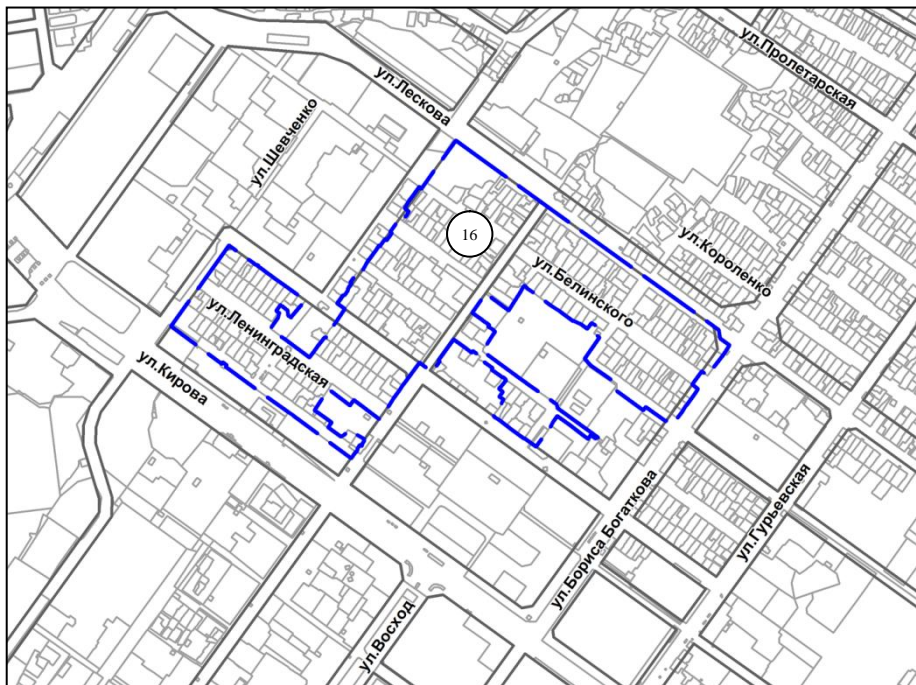 ул.Пролетарская
ул.Лескова
ул.Шевченко
16
ул.Короленко
ул.Белинского
ул.Ленинградская
ул.Кирова
ул.Бориса Богаткова
ул.Гурьевская
ул.Восход